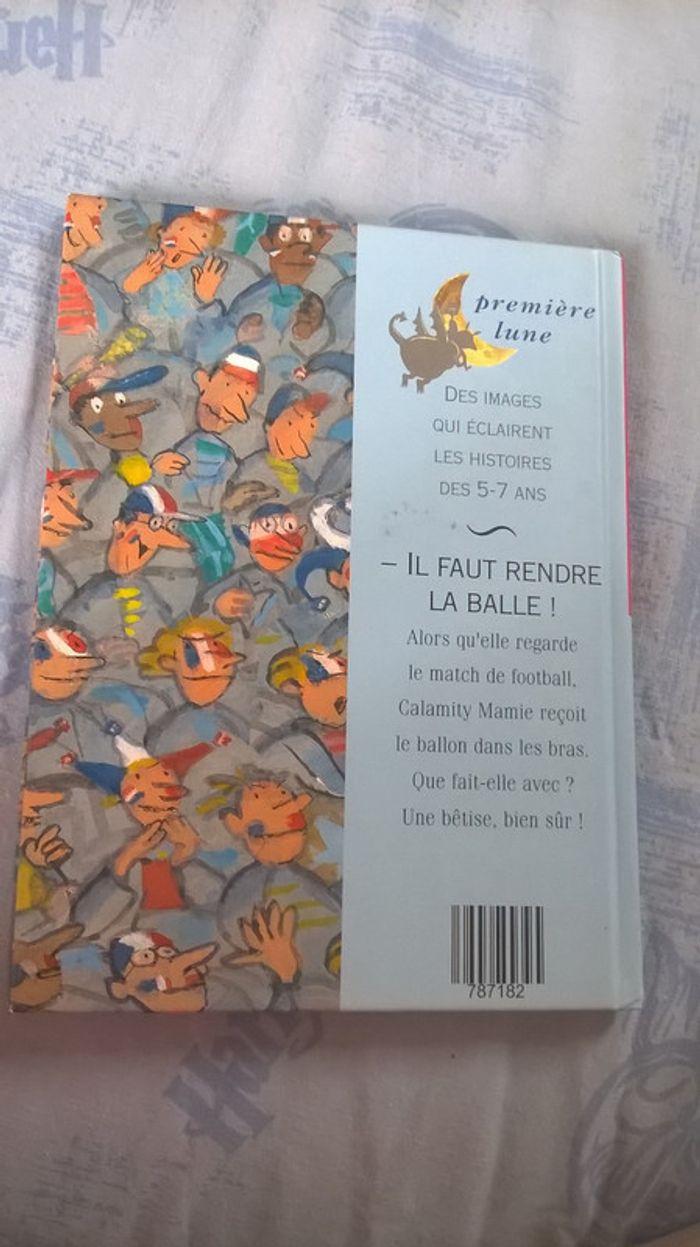 première
lune
DES IMAGES
QUI ÉCLAIRENT
LES HISTOIRES
DES 5-7 ANS
– IL FAUT RENDRE
LA BALLE !
Alors qu'elle regarde
le match de football,
Calamity Mamie reçoit
le ballon dans les bras.
Que fait-elle avec ?
Une bêtise, bien sûr !
787182